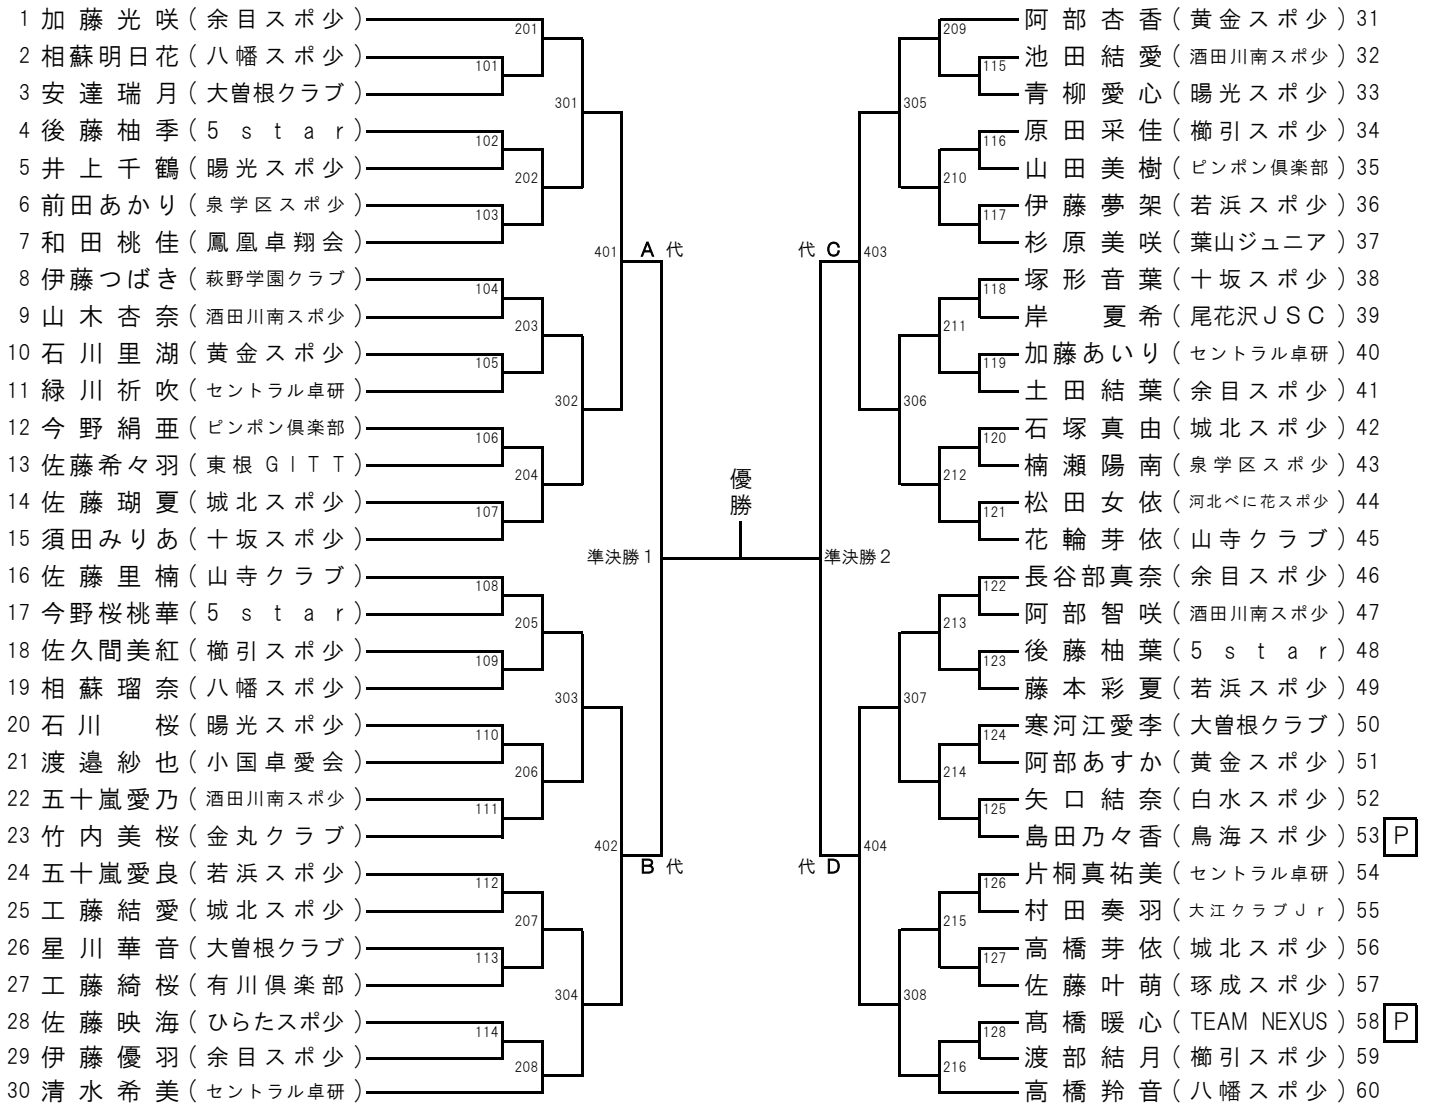 1 加藤光咲（余目スポ少）
2 相蘇明日花（八幡スポ少）
3 安達瑞月（大曽根クラブ）
4 後藤柚季（5star）
5 井上千鶴（暘光スポ少）
6 前田あかり（泉学区スポ少）
7 和田桃佳（鳳凰卓翔会）
8 伊藤つばき（萩野学園クラブ）
9 山木杏奈（酒田川南スポ少）
10 石川里湖（黄金スポ少）
11 緑川祈吹（セントラル卓研）
12 今野絹亜（ピンポン倶楽部）
13 佐藤希々羽（東根GITT）
14 佐藤瑚夏（城北スポ少）
15 須田みりあ（十坂スポ少）
16 佐藤里楠（山寺クラブ）
17 今野桜桃華（5star）
18 佐久間美紅（櫛引スポ少）
19 相蘇瑠奈（八幡スポ少）
20 石川　桜（暘光スポ少）
21 渡邉紗也（小国卓愛会）
22 五十嵐愛乃（酒田川南スポ少）
23 竹内美桜（金丸クラブ）
24 五十嵐愛良（若浜スポ少）
25 工藤結愛（城北スポ少）
26 星川華音（大曽根クラブ）
27 工藤綺桜（有川倶楽部）
28 佐藤映海（ひらたスポ少）
29 伊藤優羽（余目スポ少）
30 清水希美（セントラル卓研）
101
102
103
104
105
106
107
108
109
110
111
112
113
114
201
202
203
204
205
206
207
208
301
302
303
304
401
402
A 代
B 代
準決勝1
優勝
準決勝2
代 C
代 D
403
404
305
306
307
308
209
210
211
212
213
214
215
216
115
116
117
118
119
120
121
122
123
124
125
126
127
128
阿部杏香（黄金スポ少）31
池田結愛（酒田川南スポ少）32
青柳愛心（暘光スポ少）33
原田采佳（櫛引スポ少）34
山田美樹（ピンポン倶楽部）35
伊藤夢架（若浜スポ少）36
杉原美咲（葉山ジュニア）37
塚形音葉（十坂スポ少）38
岸　夏希（尾花沢JSC）39
加藤あいり（セントラル卓研）40
土田結葉（余目スポ少）41
石塚真由（城北スポ少）42
楠瀬陽南（泉学区スポ少）43
松田女依（河北べに花スポ少）44
花輪芽依（山寺クラブ）45
長谷部真奈（余目スポ少）46
阿部智咲（酒田川南スポ少）47
後藤柚葉（5star）48
藤本彩夏（若浜スポ少）49
寒河江愛李（大曽根クラブ）50
阿部あすか（黄金スポ少）51
矢口結奈（白水スポ少）52
島田乃々香（鳥海スポ少）53 P
片桐真祐美（セントラル卓研）54
村田奏羽（大江クラブJr）55
高橋芽依（城北スポ少）56
佐藤叶萌（琢成スポ少）57
髙橋暖心（TEAM NEXUS）58 P
渡部結月（櫛引スポ少）59
高橋羚音（八幡スポ少）60